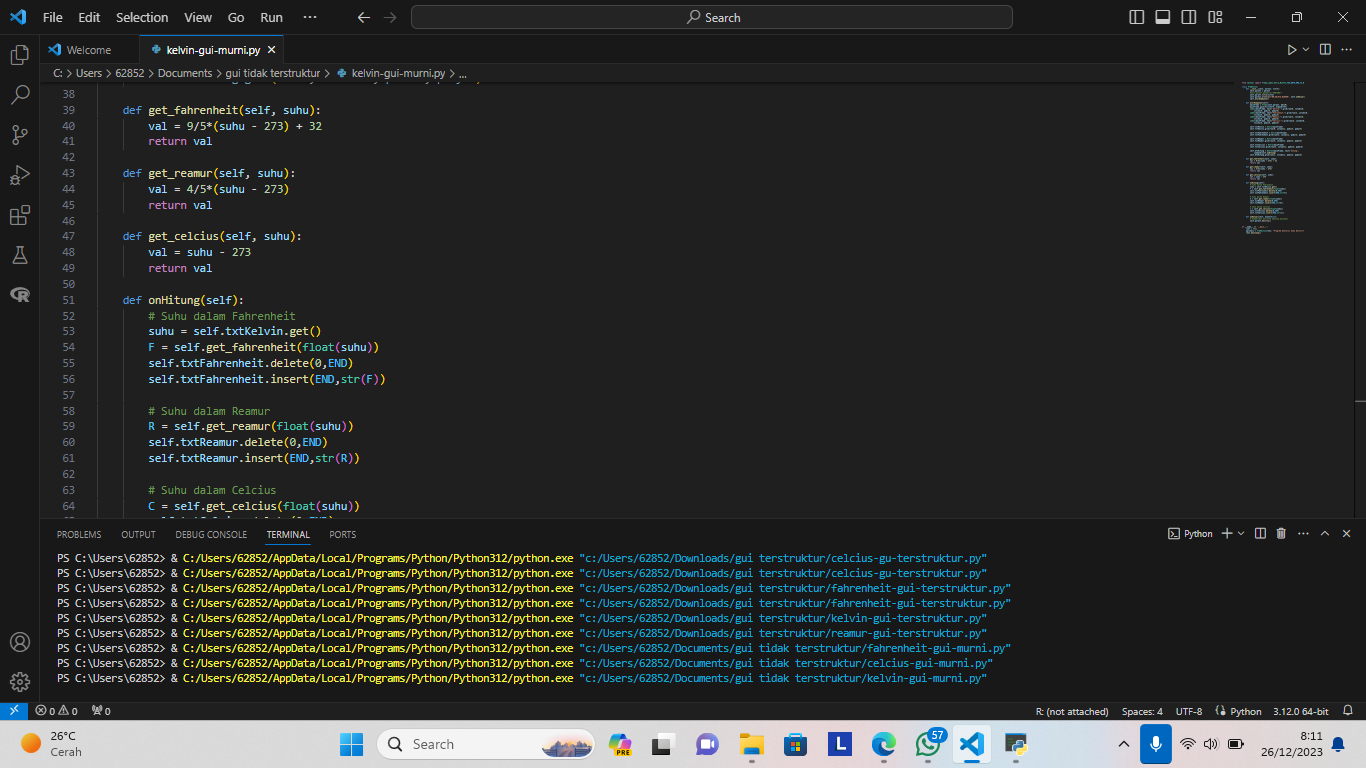 File Edit Selection View Go Run ··· Search
Welcome kelvin-gui-murni.py
C: > Users > 62852 > Documents > gui tidak terstruktur > kelvin-gui-murni.py > ...
38
39 def get_fahrenheit(self, suhu):
40 val = 9/5*(suhu - 273) + 32
41 return val
42
43 def get_reamur(self, suhu):
44 val = 4/5*(suhu - 273)
45 return val
46
47 def get_celcius(self, suhu):
48 val = suhu - 273
49 return val
50
51 def onHitung(self):
52 # Suhu dalam Fahrenheit
53 suhu = self.txtKelvin.get()
54 F = self.get_fahrenheit(float(suhu))
55 self.txtFahrenheit.delete(0,END)
56 self.txtFahrenheit.insert(END,str(F))
57
58 # Suhu dalam Reamur
59 R = self.get_reamur(float(suhu))
60 self.txtReamur.delete(0,END)
61 self.txtReamur.insert(END,str(R))
62
63 # Suhu dalam Celcius
64 C = self.get_celcius(float(suhu))
PROBLEMS OUTPUT DEBUG CONSOLE TERMINAL PORTS Python
PS C:\Users\62852> & C:/Users/62852/AppData/Local/Programs/Python/Python312/python.exe "c:/Users/62852/Downloads/gui terstruktur/celcius-gu-terstruktur.py"
PS C:\Users\62852> & C:/Users/62852/AppData/Local/Programs/Python/Python312/python.exe "c:/Users/62852/Downloads/gui terstruktur/celcius-gu-terstruktur.py"
PS C:\Users\62852> & C:/Users/62852/AppData/Local/Programs/Python/Python312/python.exe "c:/Users/62852/Downloads/gui terstruktur/fahrenheit-gui-terstruktur.py"
PS C:\Users\62852> & C:/Users/62852/AppData/Local/Programs/Python/Python312/python.exe "c:/Users/62852/Downloads/gui terstruktur/fahrenheit-gui-terstruktur.py"
PS C:\Users\62852> & C:/Users/62852/AppData/Local/Programs/Python/Python312/python.exe "c:/Users/62852/Downloads/gui terstruktur/kelvin-gui-terstruktur.py"
PS C:\Users\62852> & C:/Users/62852/AppData/Local/Programs/Python/Python312/python.exe "c:/Users/62852/Downloads/gui terstruktur/reamur-gui-terstruktur.py"
PS C:\Users\62852> & C:/Users/62852/AppData/Local/Programs/Python/Python312/python.exe "c:/Users/62852/Documents/gui tidak terstruktur/fahrenheit-gui-murni.py"
PS C:\Users\62852> & C:/Users/62852/AppData/Local/Programs/Python/Python312/python.exe "c:/Users/62852/Documents/gui tidak terstruktur/celcius-gui-murni.py"
PS C:\Users\62852> & C:/Users/62852/AppData/Local/Programs/Python/Python312/python.exe "c:/Users/62852/Documents/gui tidak terstruktur/kelvin-gui-murni.py"
0 0 0 R: (not attached) Spaces: 4 UTF-8 Python 3.12.0 64-bit
26°C
Cerah
Search
PRE
L
57
8:11
26/12/2023